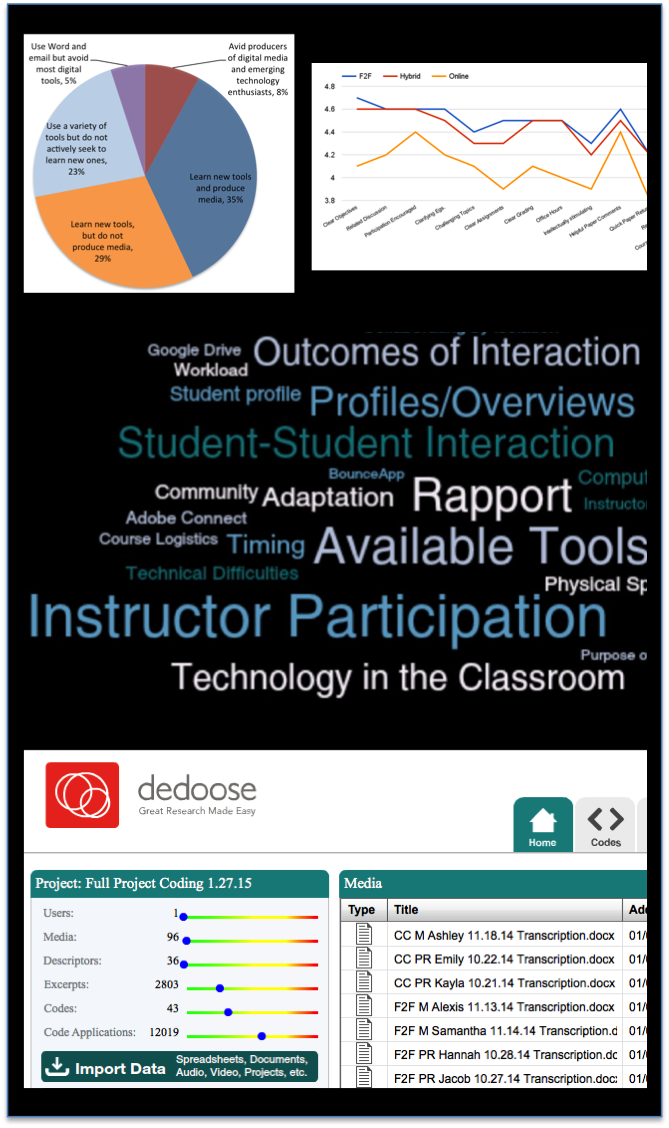 Use Word and
email but avoid
most digital
tools, 5%
Avid producers
of digital media
and emerging
technology
enthusiasts, 8%
Use a variety of
tools but do not
actively seek to
learn new ones,
23%
Learn new tools
and produce
media, 35%
Learn new tools,
but do not
produce media,
29%
F2F Hybrid Online
4.8
4.6
4.4
4.2
4
3.8
Clear Objectives
Related Discussion
Participation Encouraged
Clarifying Egs.
Challenging Topics
Clear Assignments
Clear Grading
Office Hours
Intellectually stimulating
Helpful Paper Comments
Quick Paper Retur
Cour
Google Drive
Outcomes of Interaction
Workload
Student profile
Profiles/Overviews
Student-Student Interaction
BounceApp
Comput
Community
Adaptation
Rapport
Instructo
Adobe Connect
Course Logistics
Timing
Available Tools
Technical Difficulties
Physical Sp
Instructor Participation
Purpose o
Technology in the Classroom
dedoose
Great Research Made Easy
Home
Codes
Project: Full Project Coding 1.27.15
Users: 1
Media: 96
Descriptors: 36
Excerpts: 2803
Codes: 43
Code Applications: 12019
Import Data
Spreadsheets, Documents,
Audio, Video, Projects, etc.
Media
Type Title Add
CC M Ashley 11.18.14 Transcription.docx 01/
CC PR Emily 10.22.14 Transcription.docx 01/
CC PR Kayla 10.21.14 Transcription.docx 01/
F2F M Alexis 11.13.14 Transcription.docx 01/
F2F M Samantha 11.14.14 Transcription.d 01/
F2F PR Hannah 10.28.14 Transcription.dc 01/
F2F PR Jacob 10.27.14 Transcription.doc 01/